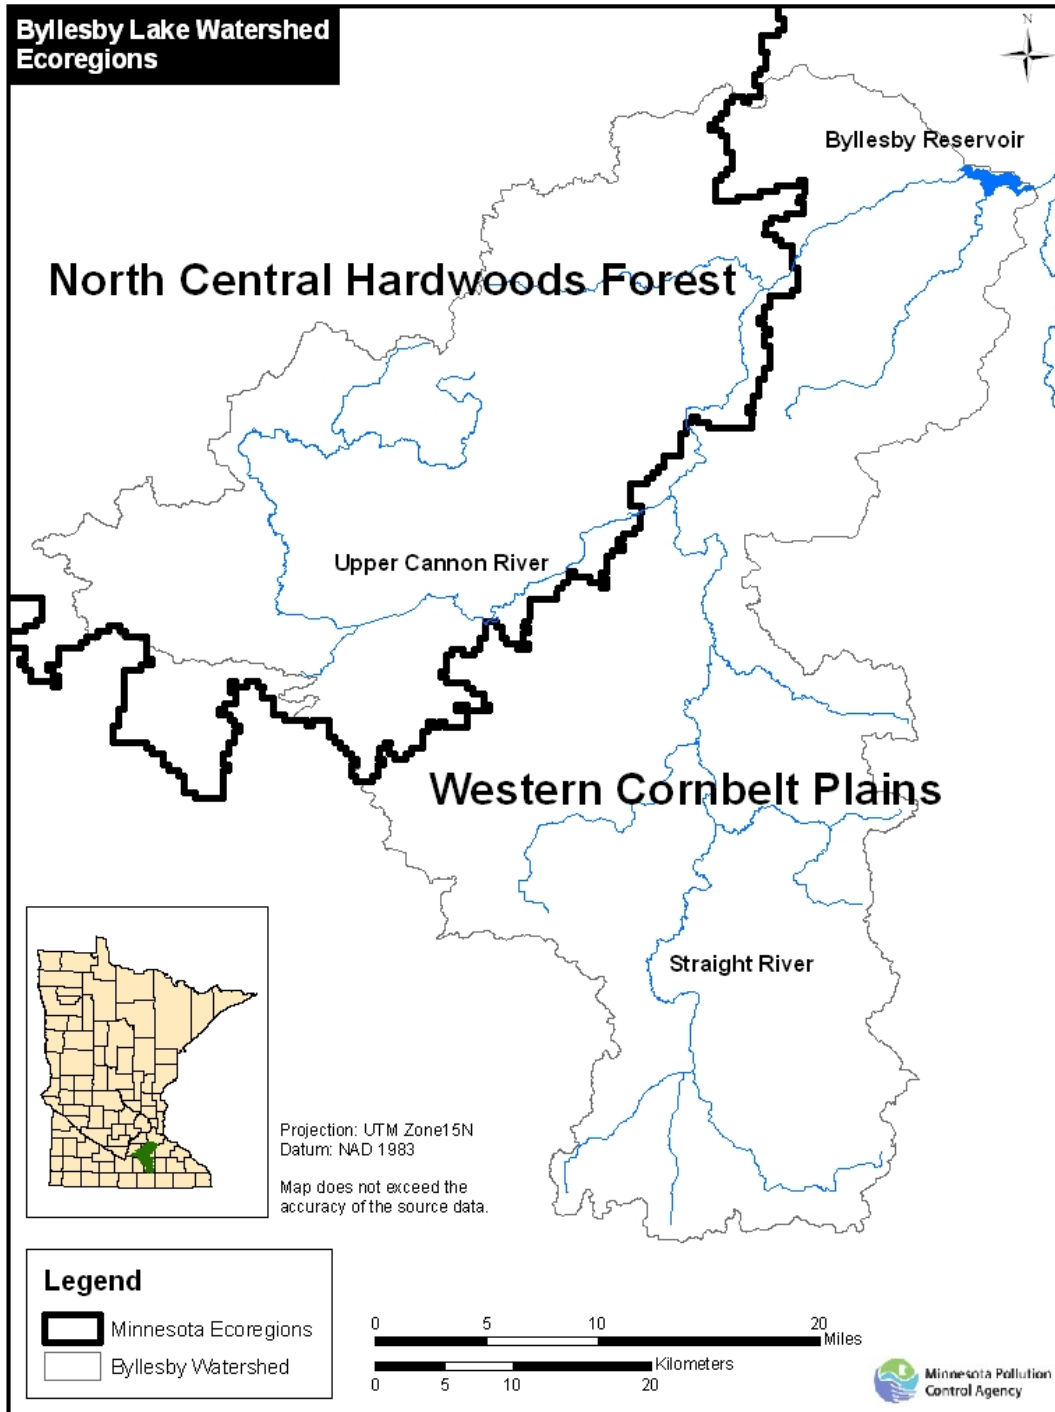 Byllesby Lake Watershed
Ecoregions
N
Byllesby Reservoir
North Central Hardwoods Forest
Upper Cannon River
Western Cornbelt Plains
Straight River
Projection: UTM Zone15N
Datum: NAD 1983
Map does not exceed the
accuracy of the source data.
Legend
Minnesota Ecoregions
Byllesby Watershed
0 5 10 20
Miles
Kilometers
0 5 10 20
Minnesota Pollution
Control Agency